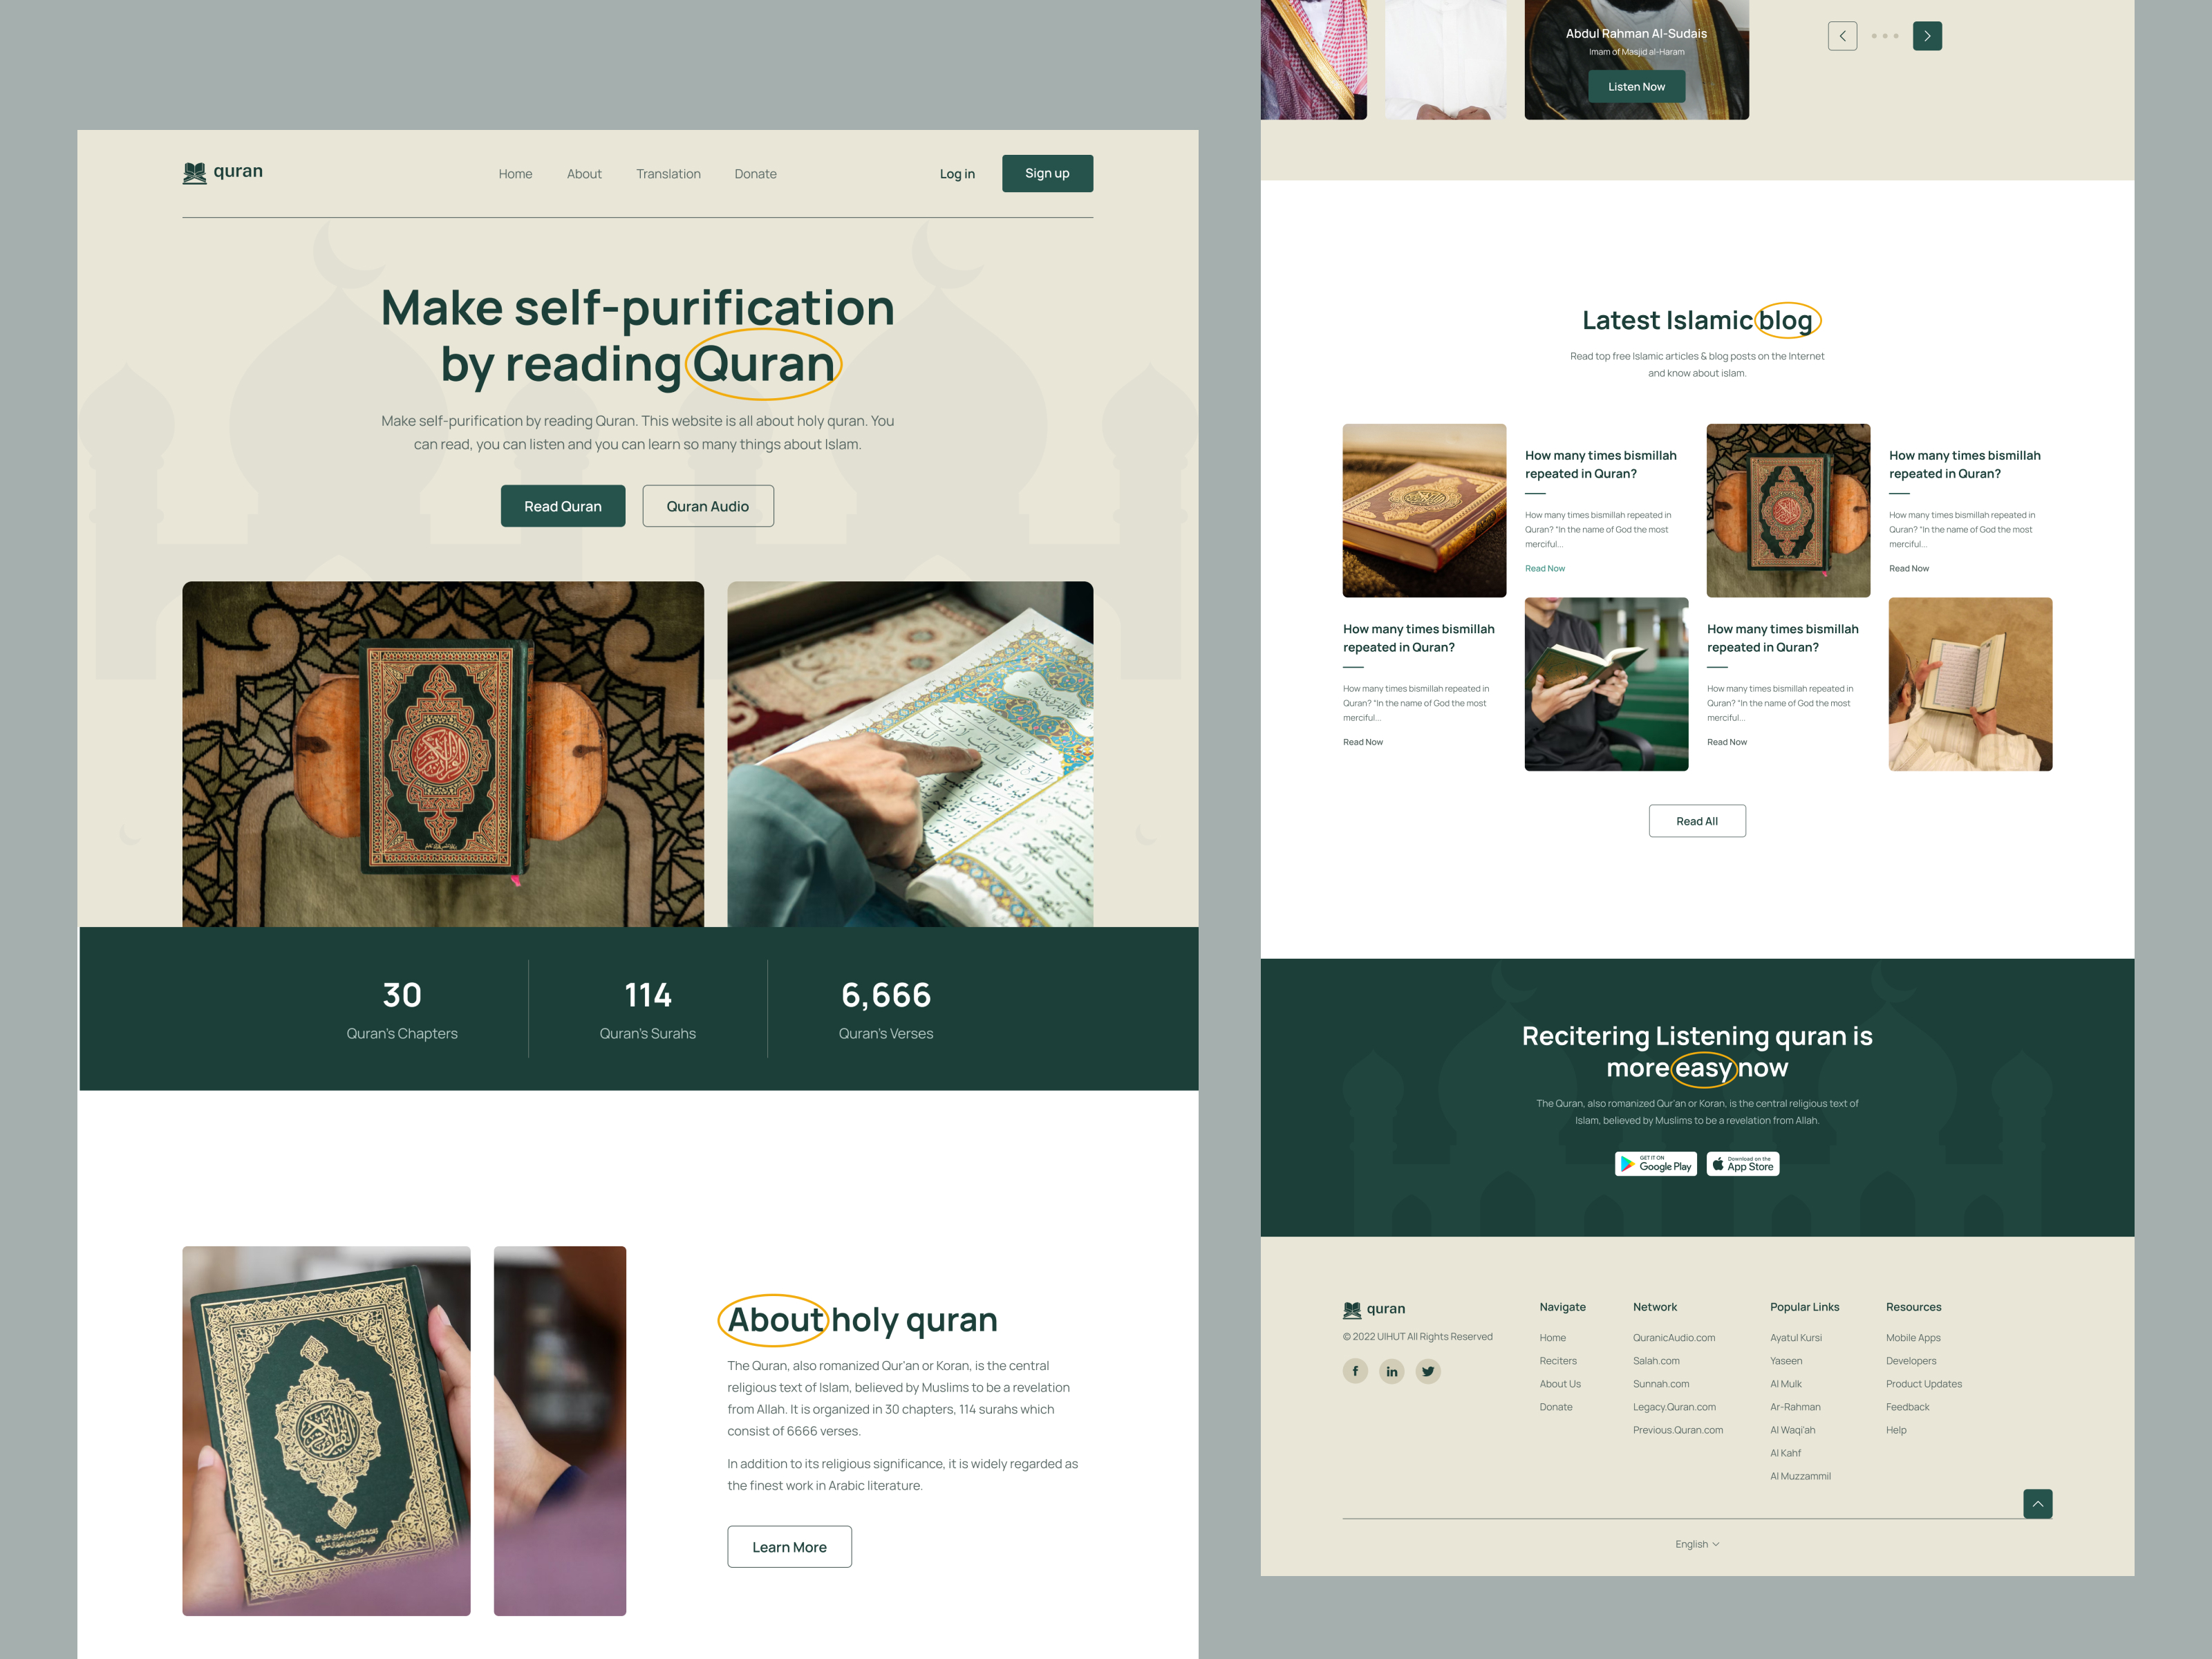 quran
Home
About
Translation
Donate
Log in
Sign up
Make self-purification
by reading Quran
Make self-purification by reading Quran. This website is all about holy quran. You
can read, you can listen and you can learn so many things about Islam.
Read Quran
Quran Audio
30
Quran's Chapters
114
Quran's Surahs
6,666
Quran's Verses
About holy quran
The Quran, also romanized Qur'an or Koran, is the central
religious text of Islam, believed by Muslims to be a revelation
from Allah. It is organized in 30 chapters, 114 surahs which
consist of 6666 verses.
In addition to its religious significance, it is widely regarded as
the finest work in Arabic literature.
Learn More
Abdul Rahman Al-Sudais
Imam of Masjid al-Haram
Listen Now
Latest Islamic blog
Read top free Islamic articles & blog posts on the Internet
and know about islam.
How many times bismillah
repeated in Quran?
How many times bismillah repeated in
Quran? "In the name of God the most
merciful...
Read Now
How many times bismillah
repeated in Quran?
How many times bismillah repeated in
Quran? "In the name of God the most
merciful...
Read Now
How many times bismillah
repeated in Quran?
How many times bismillah repeated in
Quran? "In the name of God the most
merciful...
Read Now
How many times bismillah
repeated in Quran?
How many times bismillah repeated in
Quran? "In the name of God the most
merciful...
Read Now
Read All
Recitering Listening quran is
more easy now
The Quran, also romanized Qur'an or Koran, is the central religious text of
Islam, believed by Muslims to be a revelation from Allah.
GET IT ON
Google Play
Download on the
App Store
quran
© 2022 UIHUT All Rights Reserved
Navigate
Home
Reciters
About Us
Donate
Network
QuranicAudio.com
Salah.com
Sunnah.com
Legacy.Quran.com
Previous.Quran.com
Popular Links
Ayatul Kursi
Yaseen
Al Mulk
Ar-Rahman
Al Waqi'ah
Al Kahf
Al Muzzammil
Resources
Mobile Apps
Developers
Product Updates
Feedback
Help
English